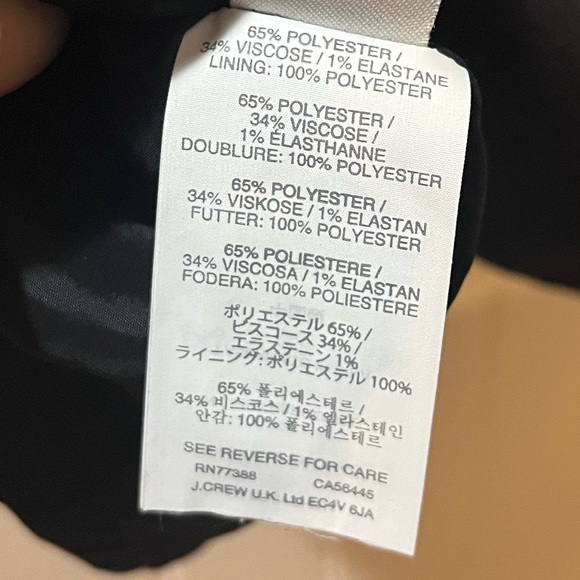 65% POLYESTER /
34% VISCOSE / 1% ELASTANE
LINING: 100% POLYESTER
65% POLYESTER /
34% VISCOSE /
1% ÉLASTHANNE
DOUBLURE: 100% POLYESTER
65% POLYESTER /
34% VISKOSE / 1% ELASTAN
FUTTER: 100% POLYESTER
65% POLIESTERE /
34% VISCOSA / 1% ELASTAN
FODERA: 100% POLIESTERE
ポリエステル 65% /
ビスコース 34% /
エラステーン 1%
ライニング: ポリエステル 100%
65% 폴리에스테르 /
34% 비스코스 / 1% 엘라스테인
안감: 100% 폴리에스테르
SEE REVERSE FOR CARE
RN77388 CA56445
J.CREW U.K. Ltd EC4V 6JA